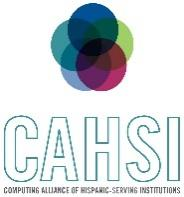 CAHSI
COMPUTING ALLIANCE OF HISPANIC-SERVING INSTITUTIONS